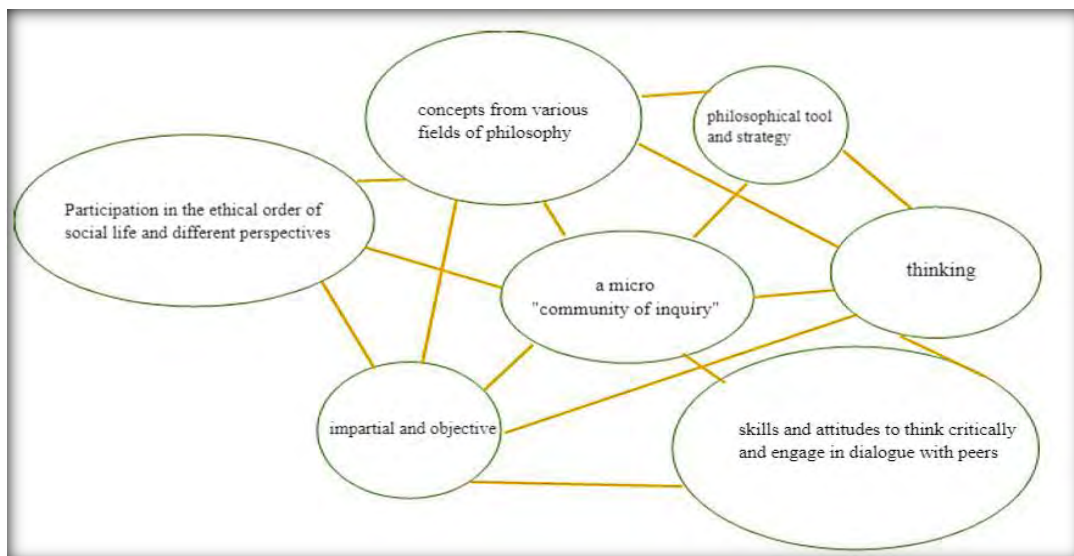 concepts from various
fields of philosophy
philosophical tool
and strategy
Participation in the ethical order of
social life and different perspectives
thinking
a micro
"community of inquiry"
impartial and objective
skills and attitudes to think critically
and engage in dialogue with peers